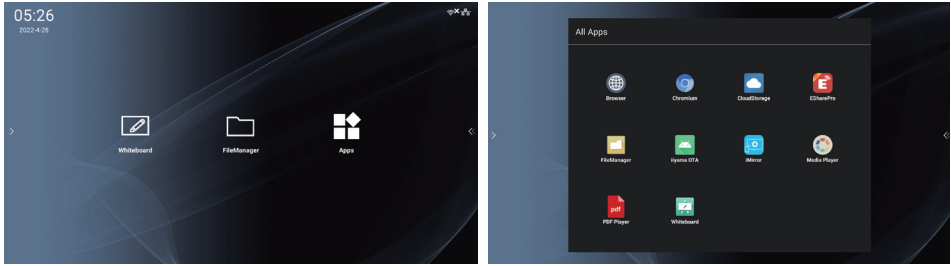 05:26
2022-4-28
Whiteboard
FileManager
Apps
All Apps
Browser
Chromium
CloudStorage
ESharePro
FileManager
iiyama OTA
iMirror
Media Player
pdf
PDF Player
Whiteboard